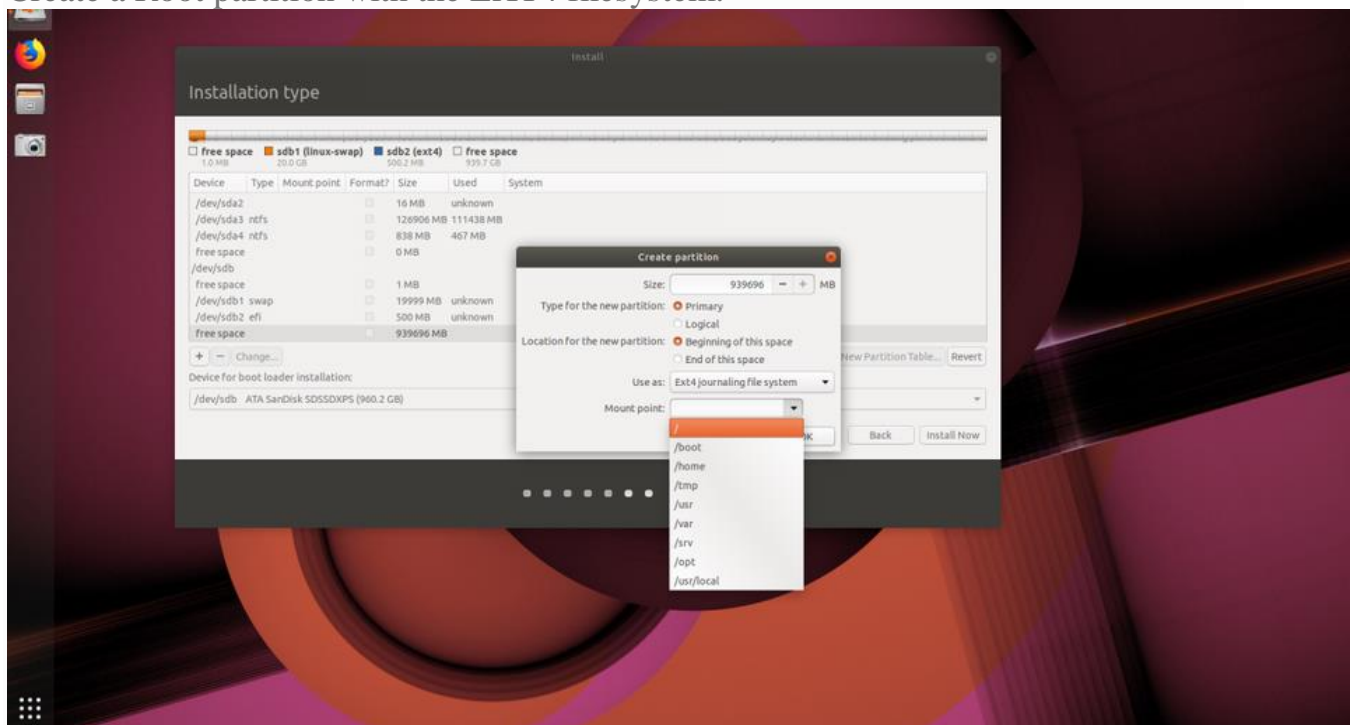 Create a Root partition with the EXT4 filesystem.
Install
Installation type
free space sdb1 (linux-swap) sdb2 (ext4) free space
1.0 MB 20.0 GB 500.2 MB 939.7 GB
Device Type Mount point Format? Size Used System
/dev/sda2 16 MB unknown
/dev/sda3 ntfs 126906 MB 111438 MB
/dev/sda4 ntfs 838 MB 467 MB
free space 0 MB
/dev/sdb
free space 1 MB
/dev/sdb1 swap 19999 MB unknown
/dev/sdb2 efi 500 MB unknown
free space 939696 MB
+ - Change... New Partition Table... Revert
Device for boot loader installation:
/dev/sdb ATA SanDisk SDSSDXPS (960.2 GB)
Back Install Now
Create partition
Size: 939696 - + MB
Type for the new partition: Primary
Logical
Location for the new partition: Beginning of this space
End of this space
Use as: Ext4 journaling file system
Mount point:
/
/boot
/home
/tmp
/usr
/var
/srv
/opt
/usr/local